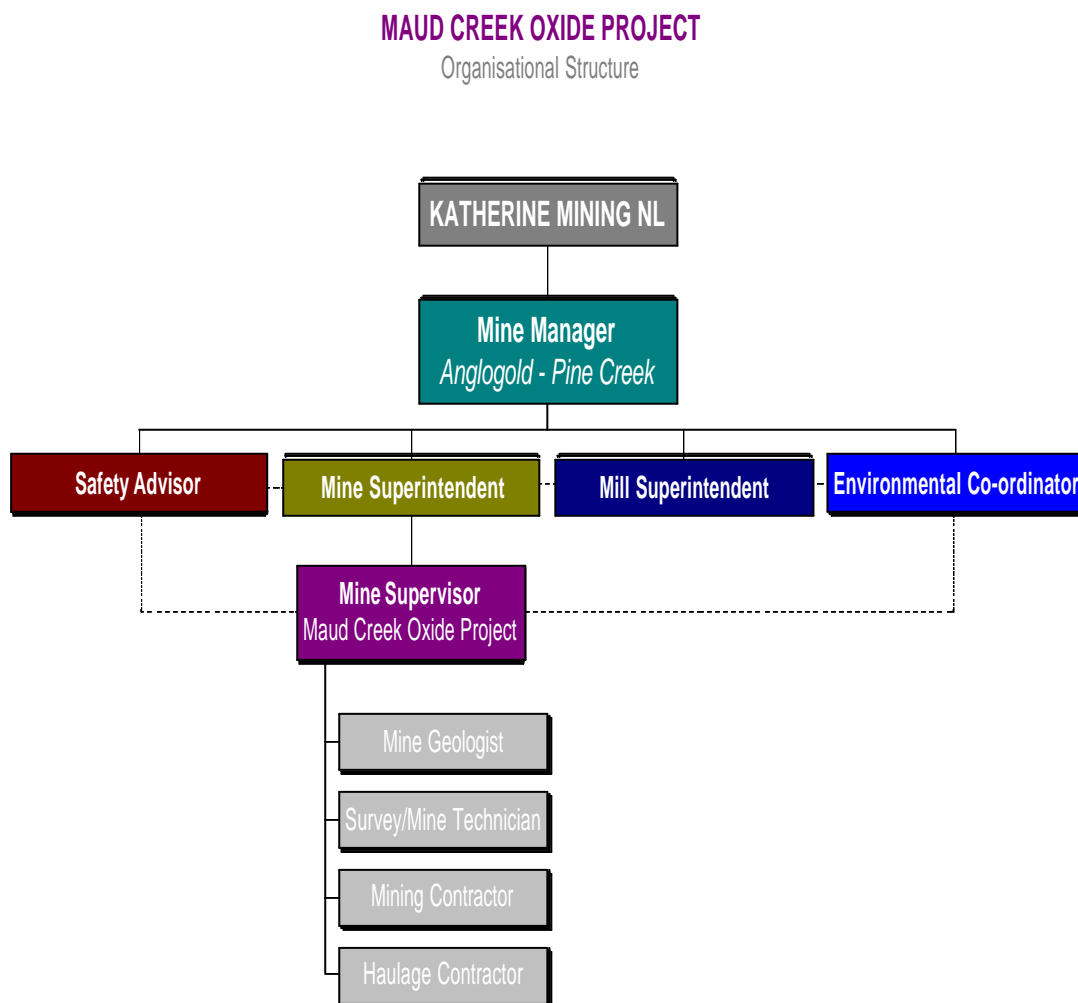 MAUD CREEK OXIDE PROJECT
Organisational Structure
KATHERINE MINING NL
Mine Manager
Anglogold - Pine Creek
Safety Advisor
Mine Superintendent
Mill Superintendent
Environmental Co-ordinator
Mine Supervisor
Maud Creek Oxide Project
Mine Geologist
Survey/Mine Technician
Mining Contractor
Haulage Contractor